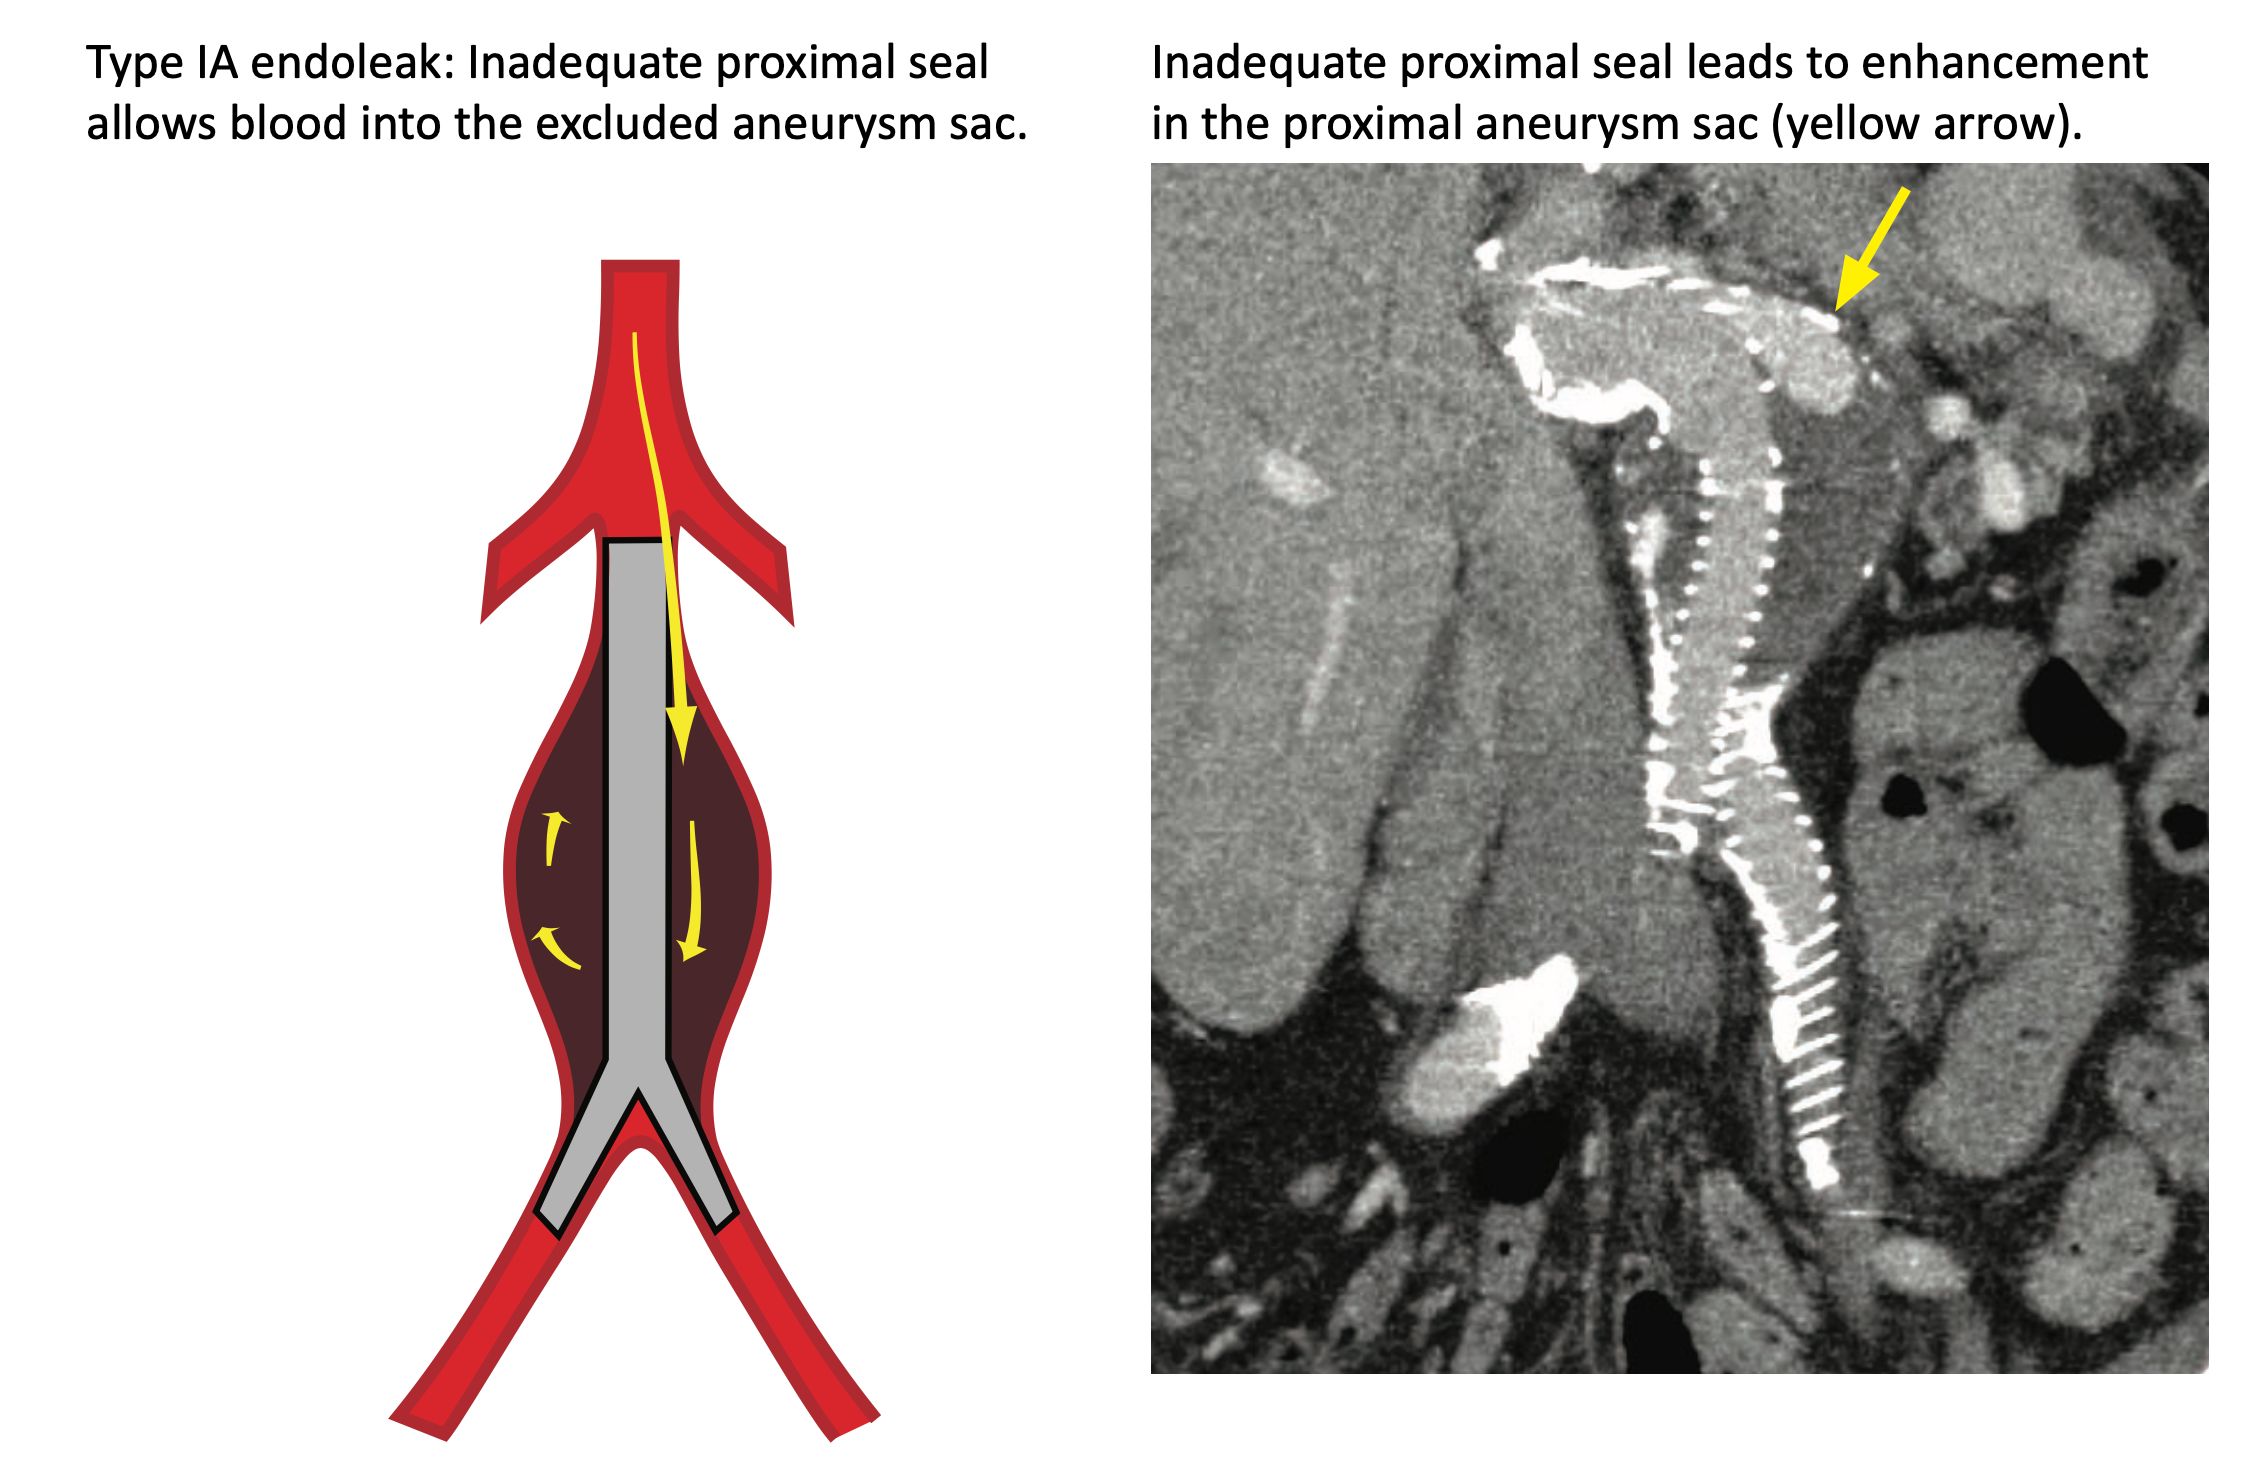 Type IA endoleak: Inadequate proximal seal
allows blood into the excluded aneurysm sac.
Inadequate proximal seal leads to enhancement
in the proximal aneurysm sac (yellow arrow).